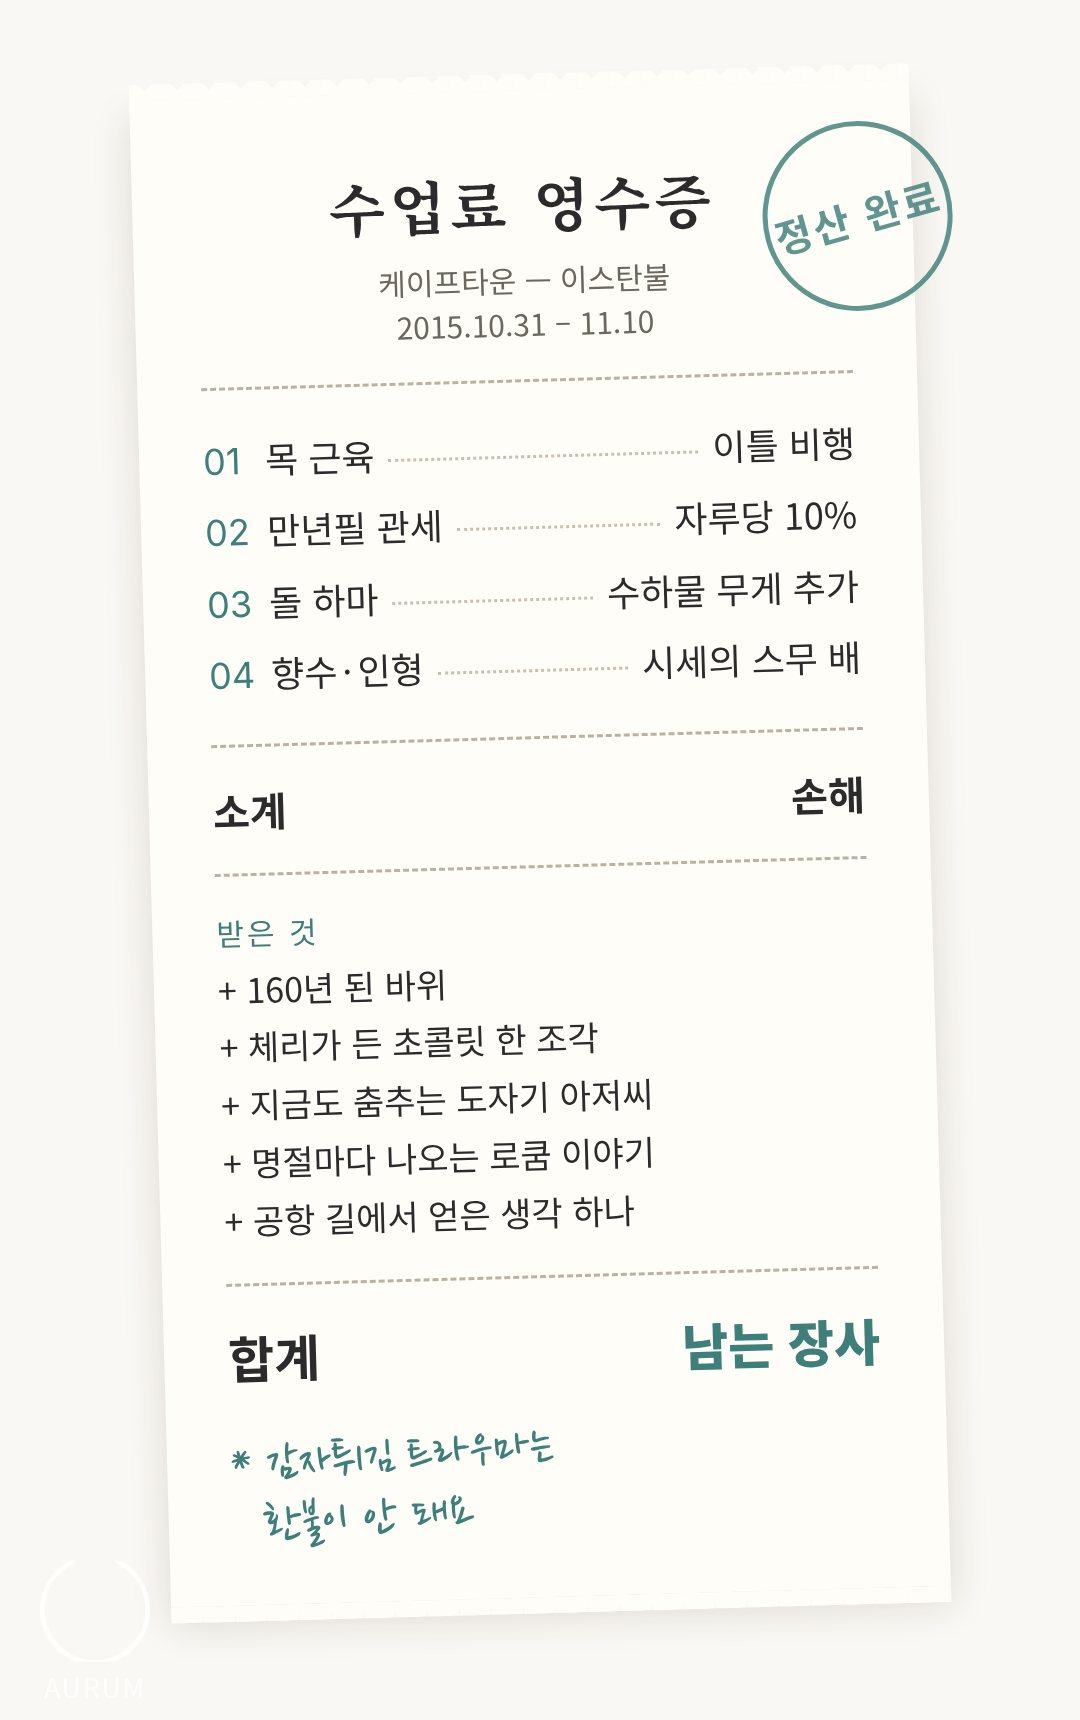 수업료 영수증
정산 완료
케이프타운 — 이스탄불
2015.10.31 – 11.10
01 목 근육 이틀 비행
02 만년필 관세 자루당 10%
03 돌 하마 수하물 무게 추가
04 향수·인형 시세의 스무 배
소계 손해
받은 것
+ 160년 된 바위
+ 체리가 든 초콜릿 한 조각
+ 지금도 춤추는 도자기 아저씨
+ 명절마다 나오는 로쿰 이야기
+ 공항 길에서 얻은 생각 하나
합계 남는 장사
* 감자튀김 트라우마는
환불이 안 돼요
AURUM